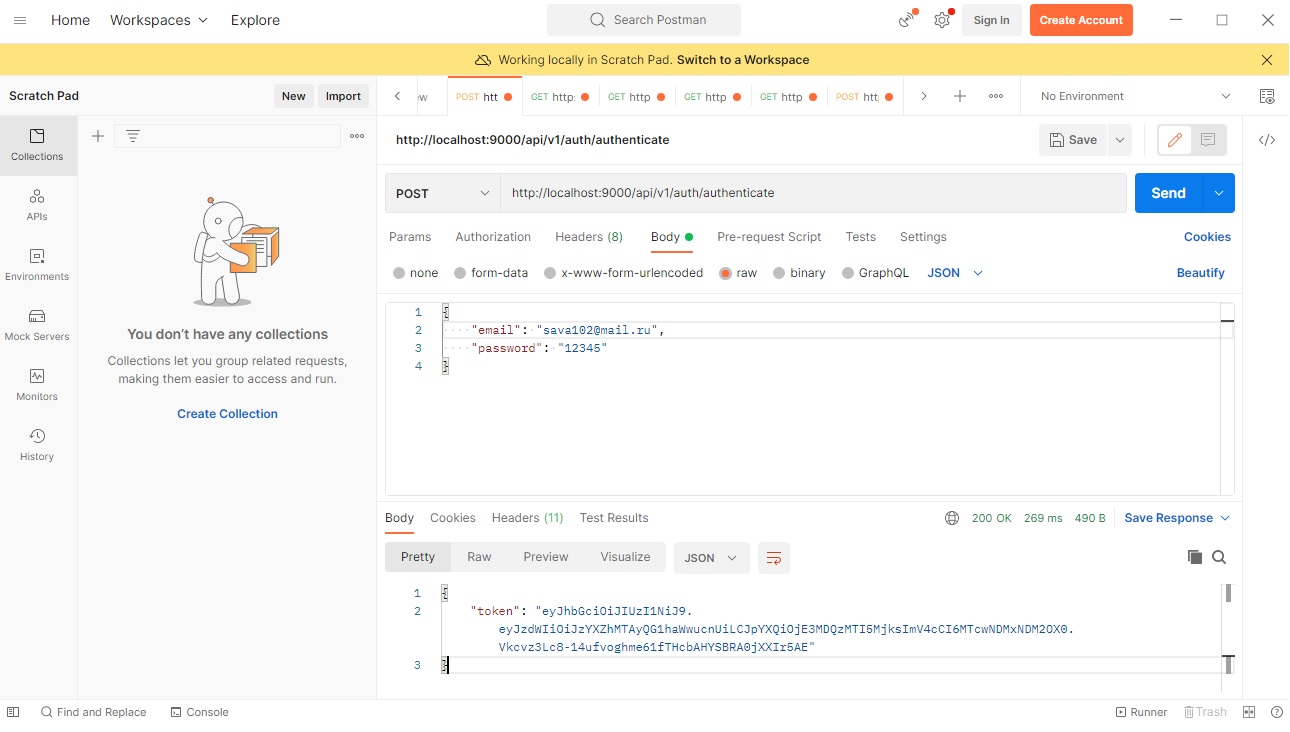 Home Workspaces Explore Search Postman Sign In Create Account
Working locally in Scratch Pad. Switch to a Workspace
Scratch Pad New Import POST htt GET http: GET http GET http GET http POST htt No Environment
http://localhost:9000/api/v1/auth/authenticate Save
Collections
APIs
Environments
Mock Servers
Monitors
History
You don't have any collections
Collections let you group related requests,
making them easier to access and run.
Create Collection
POST http://localhost:9000/api/v1/auth/authenticate Send
Params Authorization Headers (8) Body Pre-request Script Tests Settings Cookies
none form-data x-www-form-urlencoded raw binary GraphQL JSON Beautify
1 {
2 "email": "sava102@mail.ru",
3 "password": "12345"
4 }
Body Cookies Headers (11) Test Results 200 OK 269 ms 490 B Save Response
Pretty Raw Preview Visualize JSON
1 {
2 "token": "eyJhbGciOiJIUzI1NiJ9.
eyJzdWIiOiJzYXZhMTAyQG1haWwucnUiLCJpYXQiOjE3MDQzMTI5MjksImV4cCI6MTcwNDMxNDM2OX0.
Vkcvz3Lc8-14ufvoghme61fTHcbAHYSBRA0jXXIr5AE"
3 }
Find and Replace Console Runner Trash